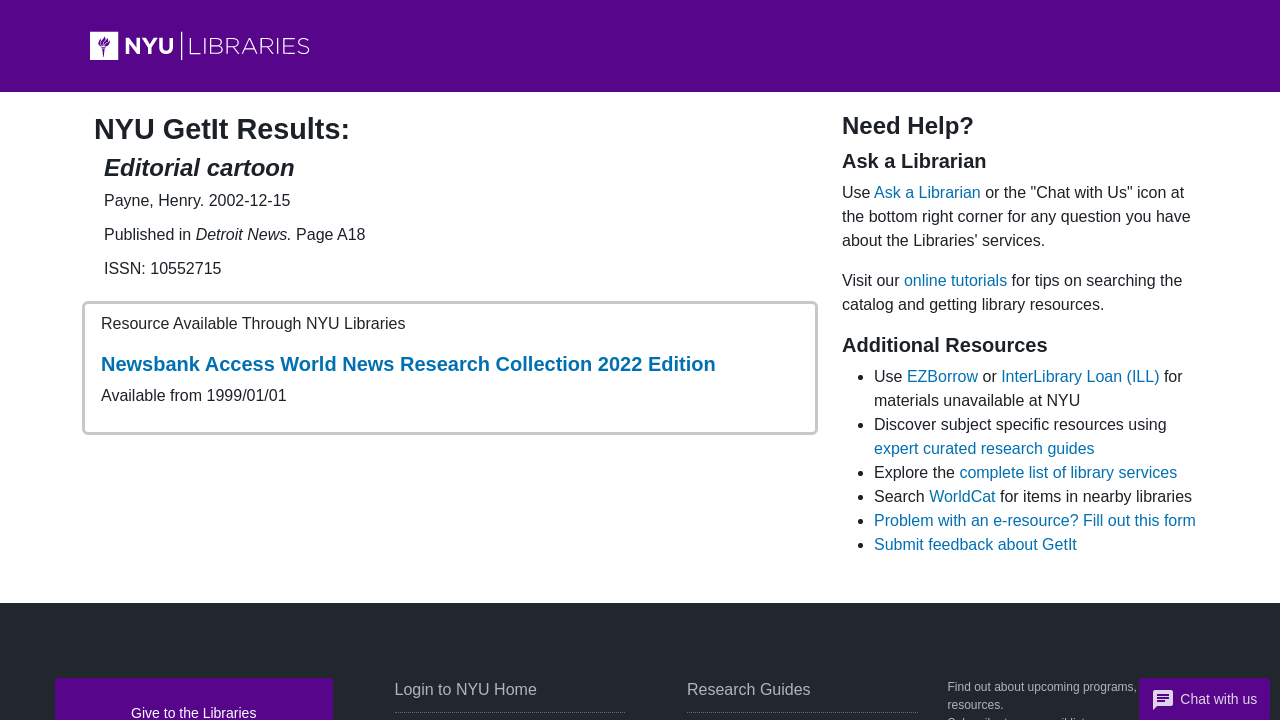 NYU LIBRARIES
NYU GetIt Results:
Editorial cartoon
Payne, Henry. 2002-12-15
Published in Detroit News. Page A18
ISSN: 10552715
Resource Available Through NYU Libraries
Newsbank Access World News Research Collection 2022 Edition
Available from 1999/01/01
Need Help?
Ask a Librarian
Use Ask a Librarian or the "Chat with Us" icon at
the bottom right corner for any question you have
about the Libraries' services.
Visit our online tutorials for tips on searching the
catalog and getting library resources.
Additional Resources
Use EZBorrow or InterLibrary Loan (ILL) for
materials unavailable at NYU
Discover subject specific resources using
expert curated research guides
Explore the complete list of library services
Search WorldCat for items in nearby libraries
Problem with an e-resource? Fill out this form
Submit feedback about GetIt
Give to the Libraries
Login to NYU Home
Research Guides
Find out about upcoming programs,
resources.
Chat with us